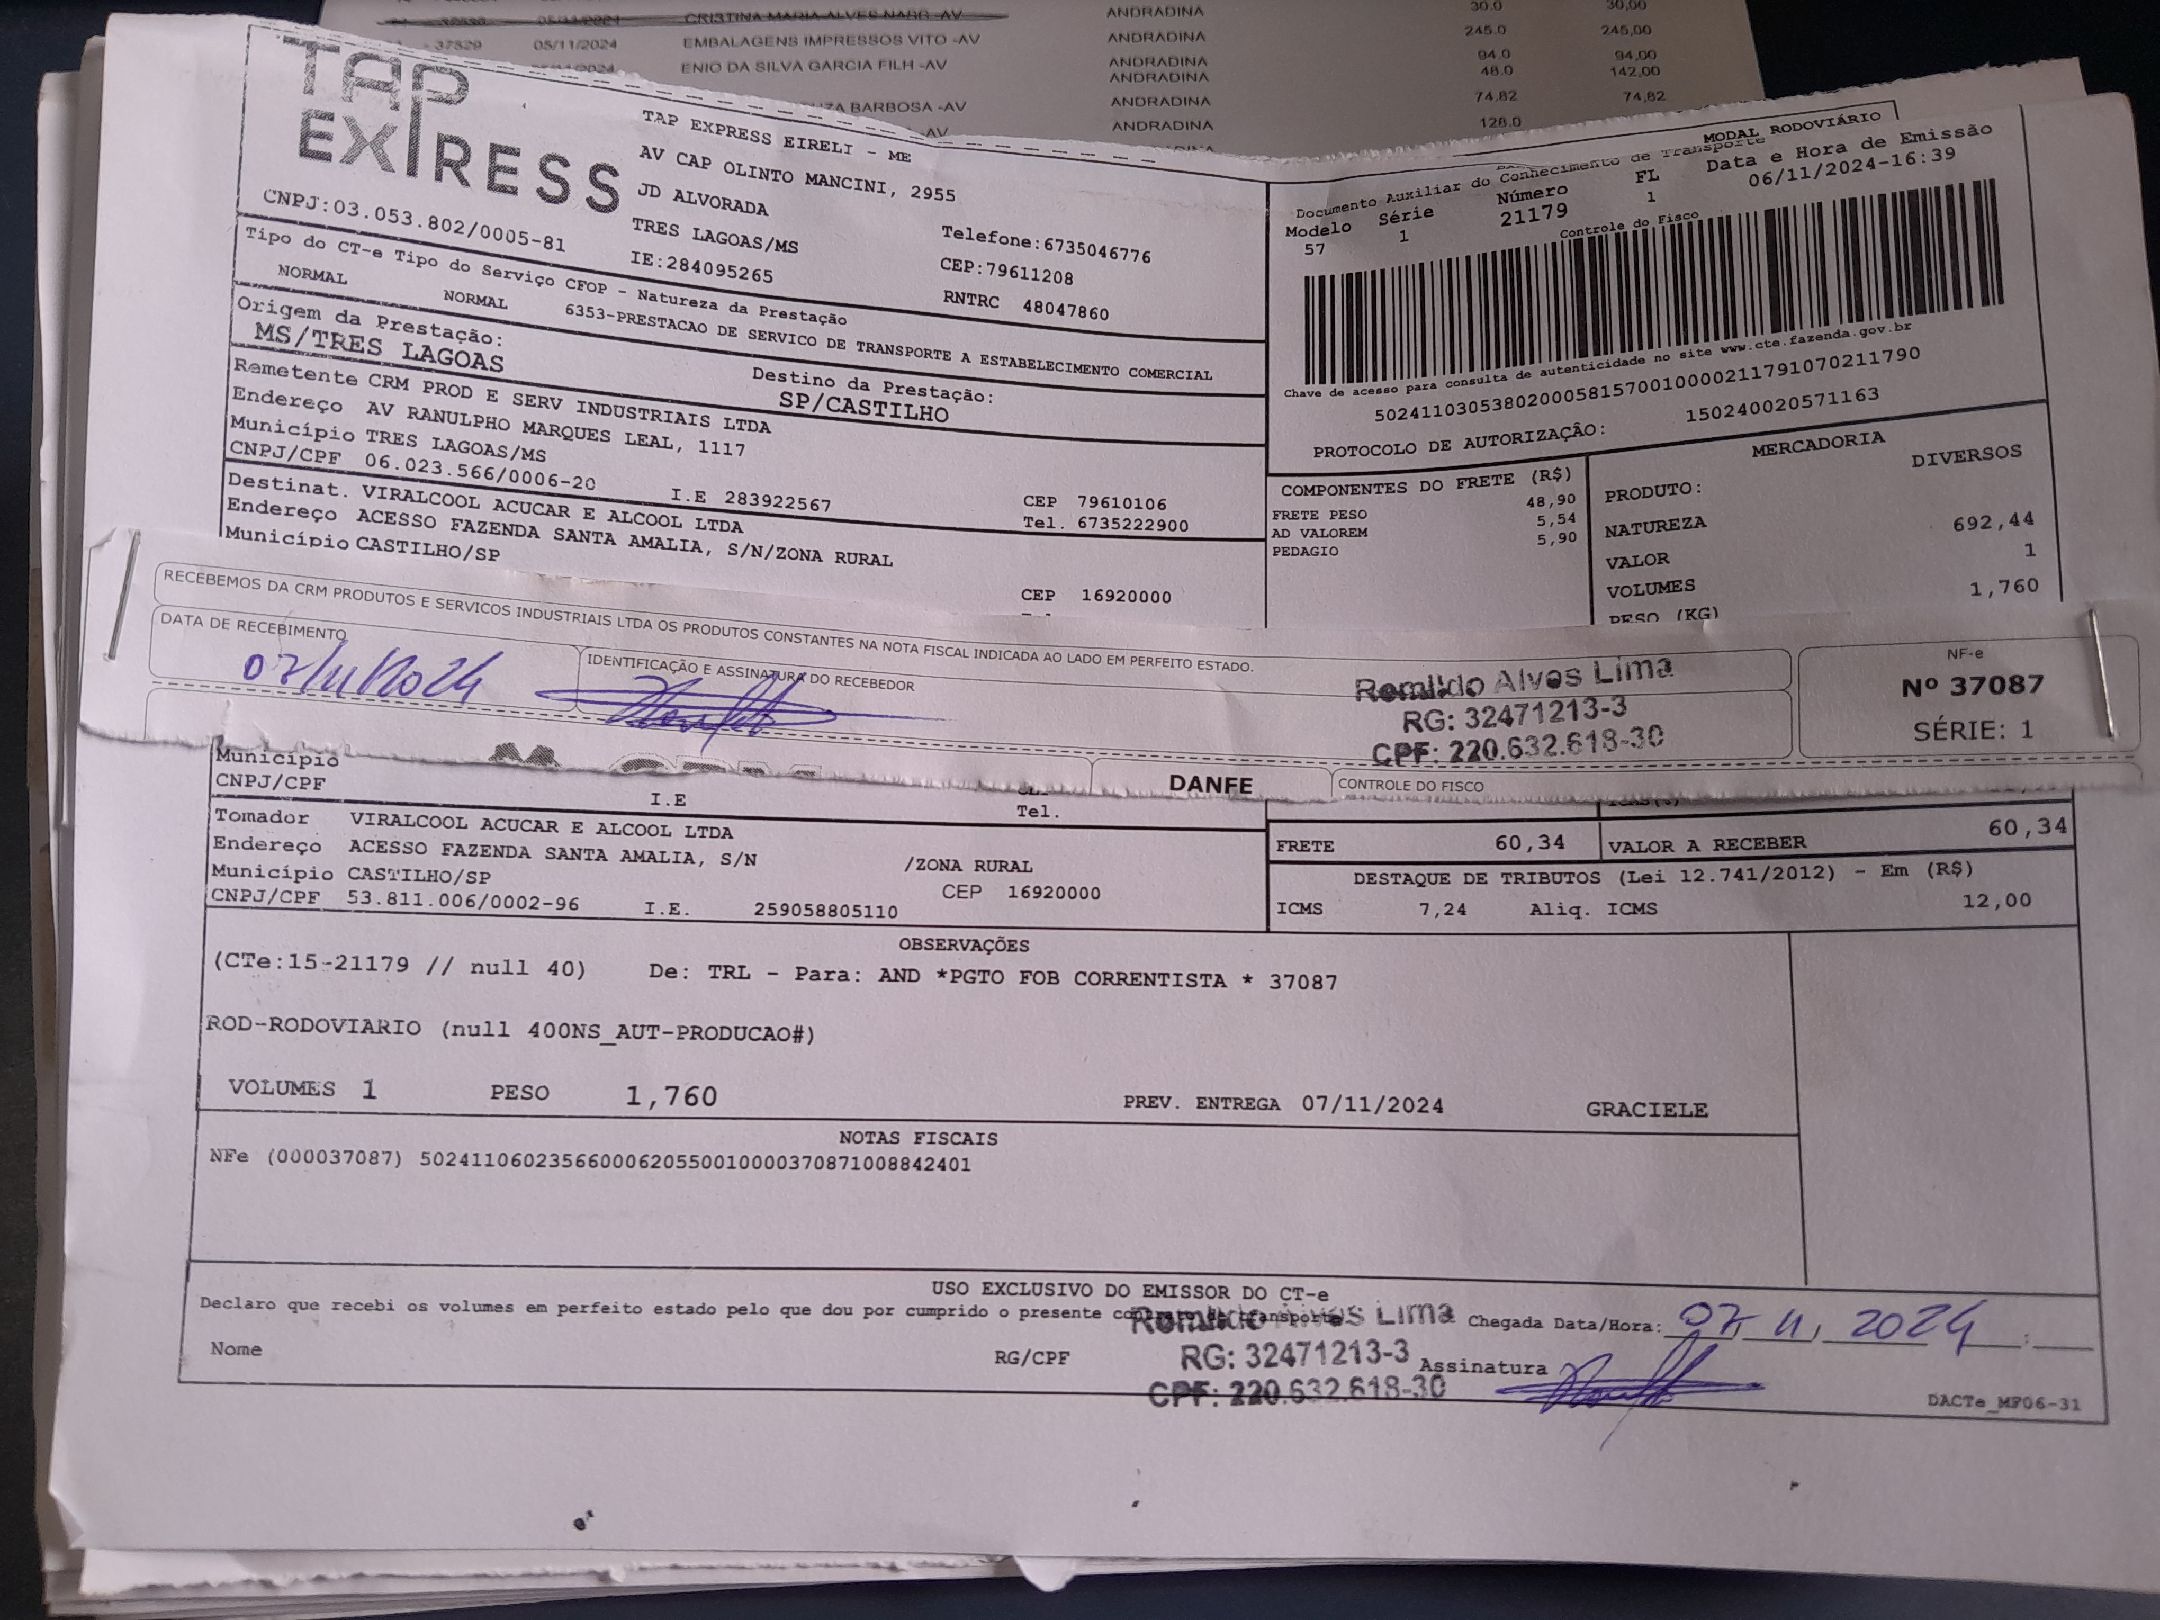 CRISTINA MARIA ALVES NABG -AV ANDRADINA 30.0 30,00
37829 05/11/2024 EMBALAGENS IMPRESSOS VITO -AV ANDRADINA 245.0 245,00
ENIO DA SILVA GARCIA FILH -AV ANDRADINA 94.0 94,00
ANDRADINA 48.0 142,00
BARBOSA -AV ANDRADINA 74,82 74,82
-AV ANDRADINA 128.0
TAP EXPRESS
CNPJ:03.053.802/0005-81
TAP EXPRESS EIRELI - ME
AV CAP OLINTO MANCINI, 2955
JD ALVORADA
TRES LAGOAS/MS Telefone:6735046776
IE:284095265 CEP:79611208
RNTRC 48047860
MODAL RODOVIÁRIO
Documento Auxiliar do Conhecimento de Transporte
Modelo Série Número FL Data e Hora de Emissão
57 1 21179 1 06/11/2024-16:39
Controle do Fisco
Chave de acesso para consulta de autenticidade no site www.cte.fazenda.gov.br
50241103053802000581570010000211791070211790
PROTOCOLO DE AUTORIZAÇÃO: 150240020571163
Tipo do CT-e Tipo do Serviço CFOP - Natureza da Prestação
NORMAL NORMAL 6353-PRESTACAO DE SERVICO DE TRANSPORTE A ESTABELECIMENTO COMERCIAL
Origem da Prestação: Destino da Prestação:
MS/TRES LAGOAS SP/CASTILHO
Remetente CRM PROD E SERV INDUSTRIAIS LTDA
Endereço AV RANULPHO MARQUES LEAL, 1117
Município TRES LAGOAS/MS CEP 79610106
CNPJ/CPF 06.023.566/0006-20 I.E 283922567 Tel. 6735222900
Destinat. VIRALCOOL ACUCAR E ALCOOL LTDA
Endereço ACESSO FAZENDA SANTA AMALIA, S/N/ZONA RURAL
Município CASTILHO/SP CEP 16920000
COMPONENTES DO FRETE (R$)
FRETE PESO 48,90
AD VALOREM 5,54
PEDAGIO 5,90
MERCADORIA
PRODUTO: DIVERSOS
NATUREZA
VALOR 692,44
VOLUMES 1
PESO (KG) 1,760
RECEBEMOS DA CRM PRODUTOS E SERVICOS INDUSTRIAIS LTDA OS PRODUTOS CONSTANTES NA NOTA FISCAL INDICADA AO LADO EM PERFEITO ESTADO.
DATA DE RECEBIMENTO IDENTIFICAÇÃO E ASSINATURA DO RECEBEDOR
07/11/2024
Romildo Alves Lima
RG: 32471213-3
CPF: 220.632.618-30
NF-e
Nº 37087
SÉRIE: 1
DANFE CONTROLE DO FISCO
Município
CNPJ/CPF I.E Tel.
Tomador VIRALCOOL ACUCAR E ALCOOL LTDA
Endereço ACESSO FAZENDA SANTA AMALIA, S/N /ZONA RURAL
Município CASTILHO/SP CEP 16920000
CNPJ/CPF 53.811.006/0002-96 I.E. 259058805110
FRETE 60,34 VALOR A RECEBER 60,34
DESTAQUE DE TRIBUTOS (Lei 12.741/2012) - Em (R$)
ICMS 7,24 Aliq. ICMS 12,00
OBSERVAÇÕES
(CTe:15-21179 // null 40) De: TRL - Para: AND *PGTO FOB CORRENTISTA * 37087
ROD-RODOVIARIO (null 400NS_AUT-PRODUCAO#)
VOLUMES 1 PESO 1,760 PREV. ENTREGA 07/11/2024 GRACIELE
NOTAS FISCAIS
NFe (000037087) 50241106023566000620550010000370871008842401
USO EXCLUSIVO DO EMISSOR DO CT-e
Declaro que recebi os volumes em perfeito estado pelo que dou por cumprido o presente contrato de transporte.
Romildo Alves Lima
Chegada Data/Hora: 07 / 11 / 2024 :
Nome RG/CPF
RG: 32471213-3
Assinatura
CPF: 220.632.618-30
DACTe_MF06-31